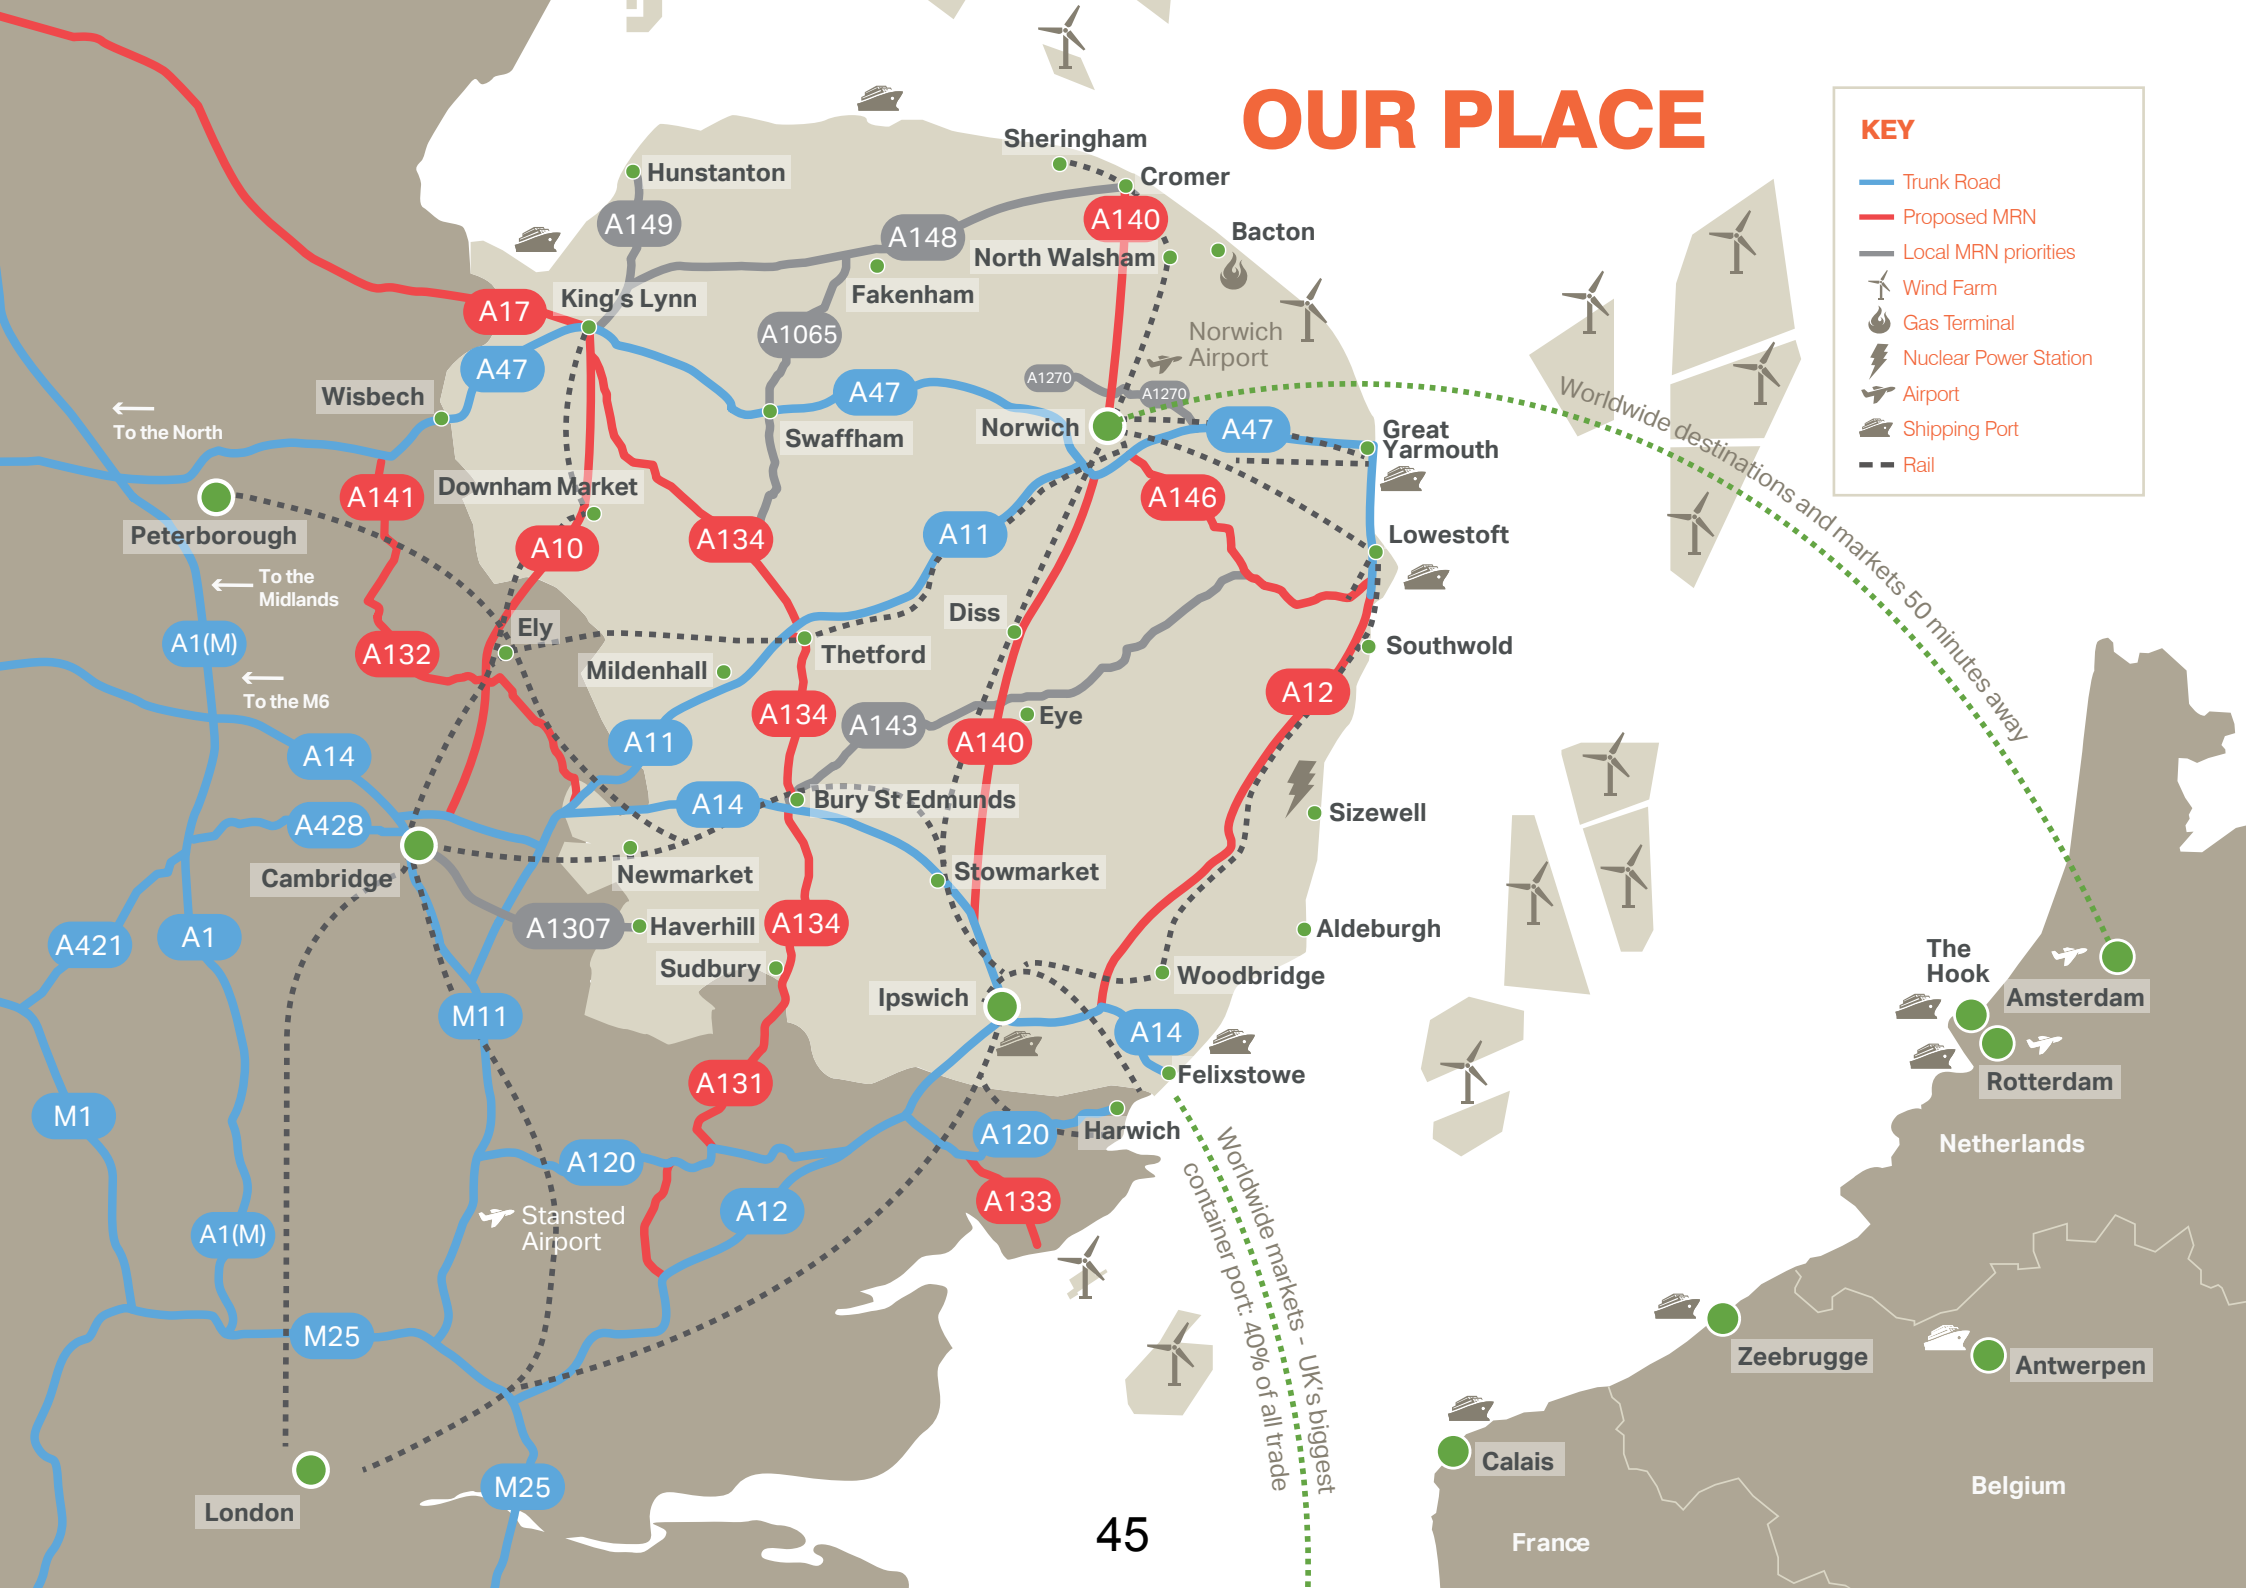 OUR PLACE
KEY
Trunk Road
Proposed MRN
Local MRN priorities
Wind Farm
Gas Terminal
Nuclear Power Station
Airport
Shipping Port
Rail
Sheringham
Cromer
Hunstanton
A149
A148
A140
North Walsham
Bacton
Fakenham
King's Lynn
A17
A1065
Norwich
Airport
A47
A47
A1270
A1270
Wisbech
To the North
Swaffham
Norwich
A47
Great
Yarmouth
Worldwide destinations and markets 50 minutes away
A141
Downham Market
A146
Peterborough
A10
A134
A11
Lowestoft
To the
Midlands
Diss
Ely
A1(M)
A132
Thetford
Mildenhall
Southwold
To the M6
A12
A134
A143
Eye
A11
A140
A14
A14
Bury St Edmunds
Sizewell
A428
Cambridge
Newmarket
Stowmarket
A1307
Haverhill
A134
Aldeburgh
A421
A1
Sudbury
Woodbridge
Ipswich
The
Hook
Amsterdam
M11
A14
Felixstowe
Rotterdam
A131
M1
A120
Harwich
Netherlands
A120
A133
A12
Stansted
Airport
A1(M)
Worldwide markets - UK's biggest
container port: 40% of all trade
M25
Zeebrugge
Antwerpen
Calais
M25
London
Belgium
France
45